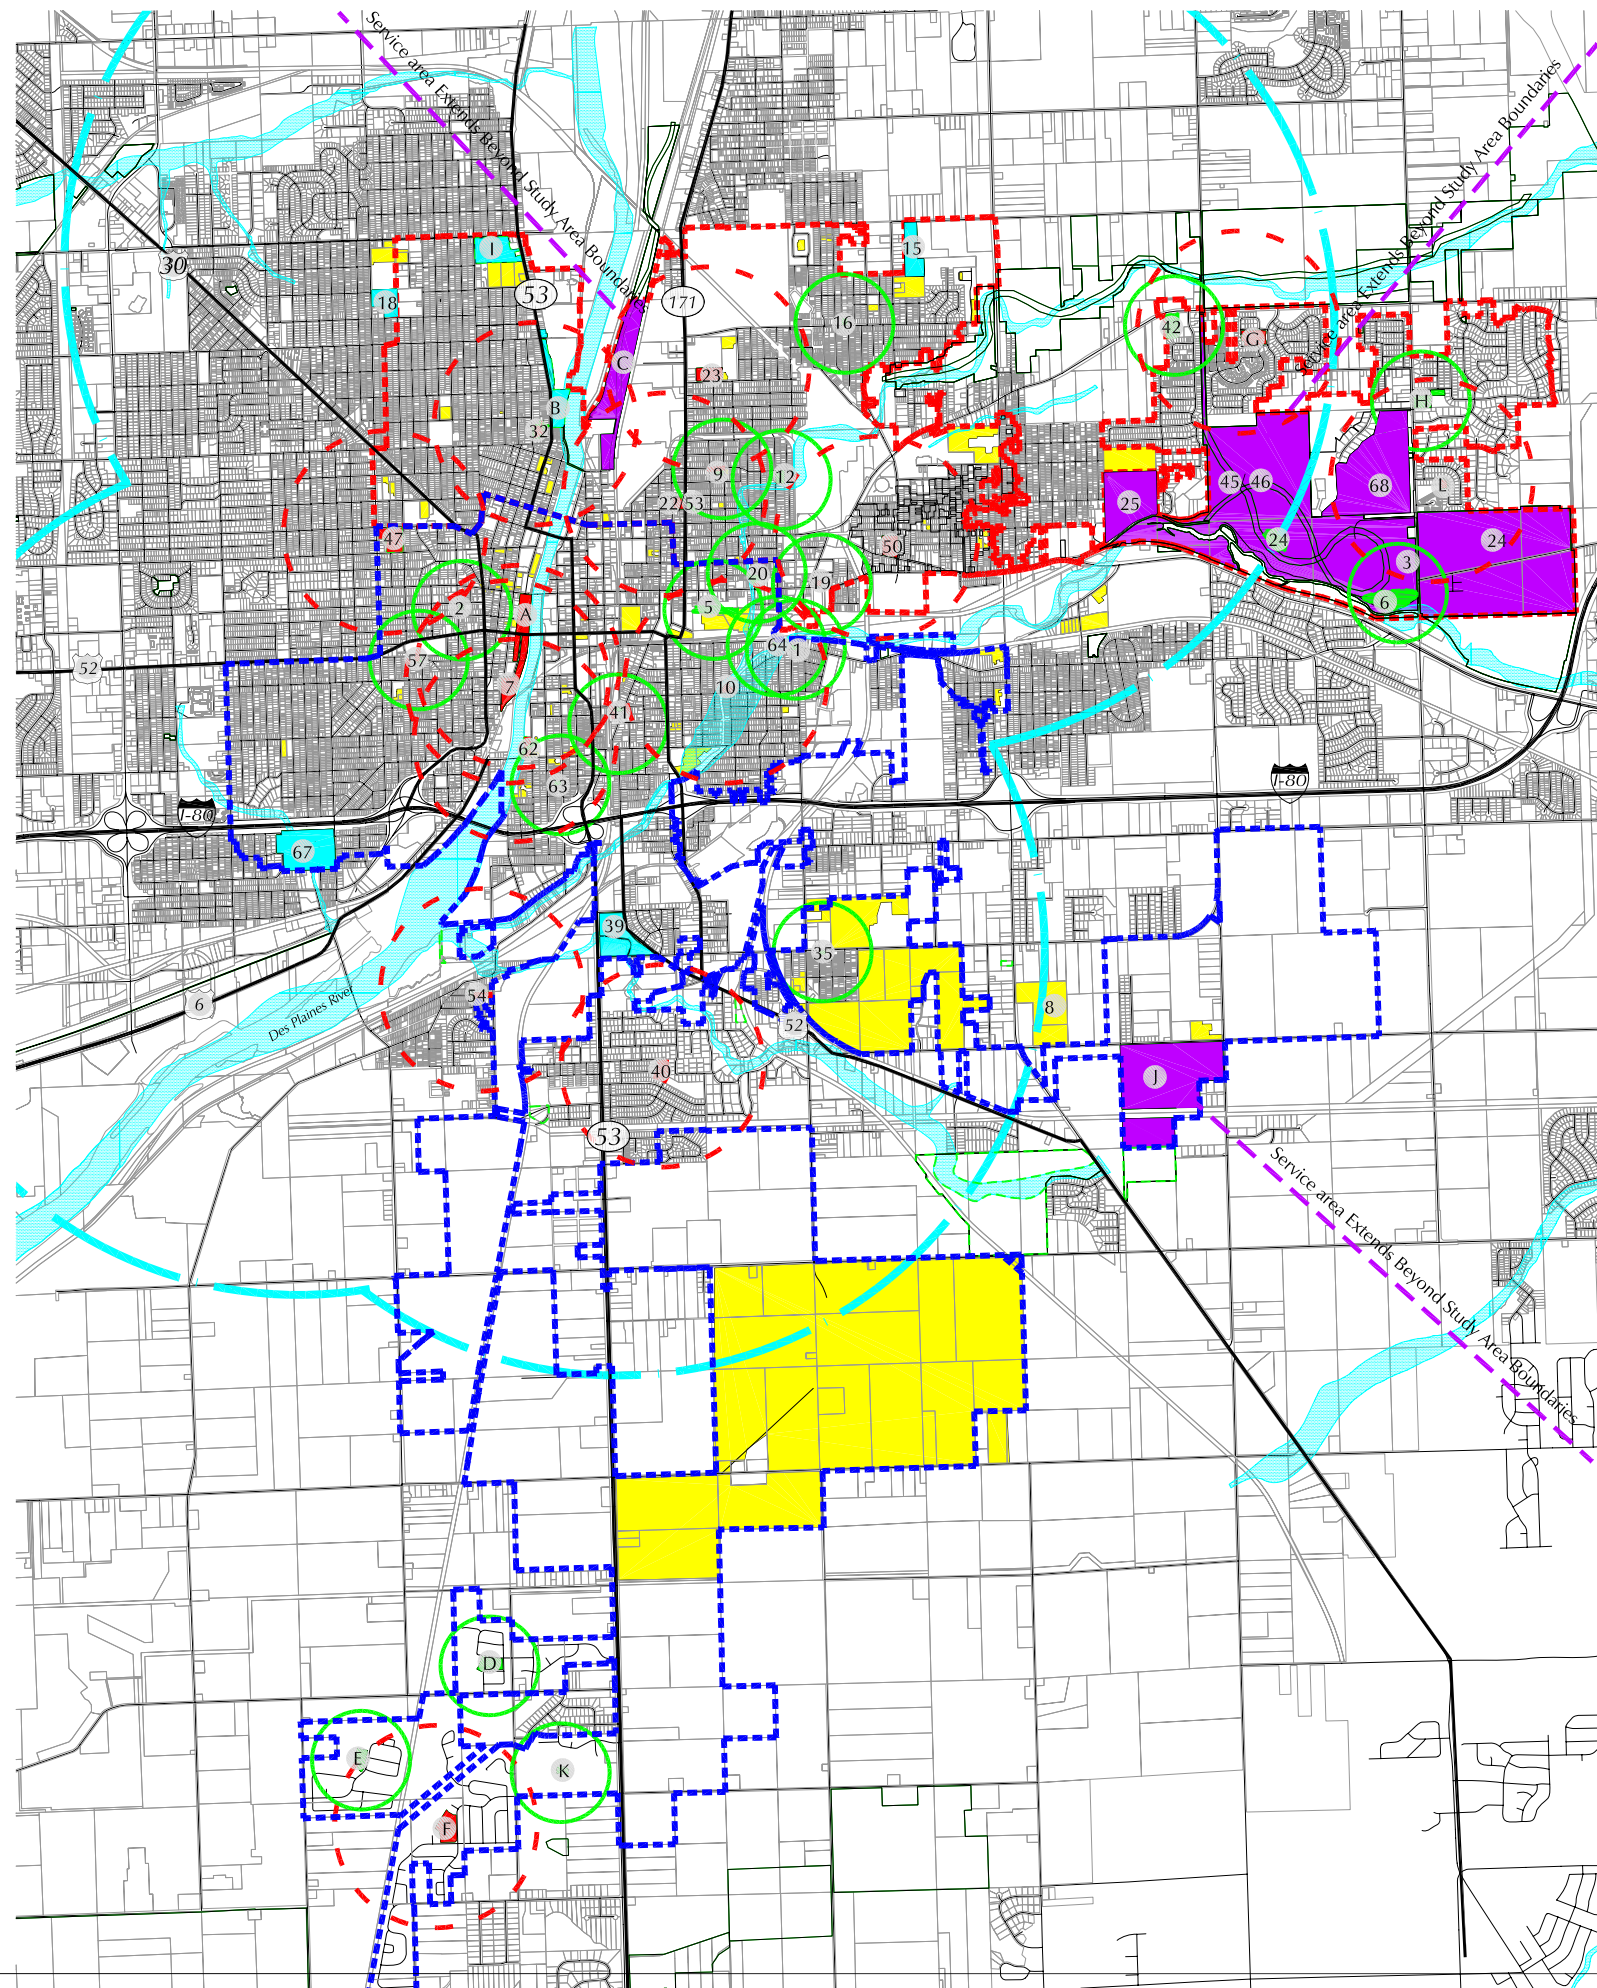 Service area Extends Beyond Study Area Boundaries
Service area Extends Beyond Study Area Boundaries
30
I
15
18
53
171
16
42
G
C
23
H
B
32
9
12
45
46
68
L
25
22/53
47
50
24
24
20
19
3
2
5
6
A
64
1
57
52
7
10
41
62
63
I-80
I-80
67
39
35
54
6
Des Plaines River
52
8
40
J
53
Service area Extends Beyond Study Area Boundaries
D
E
K
F